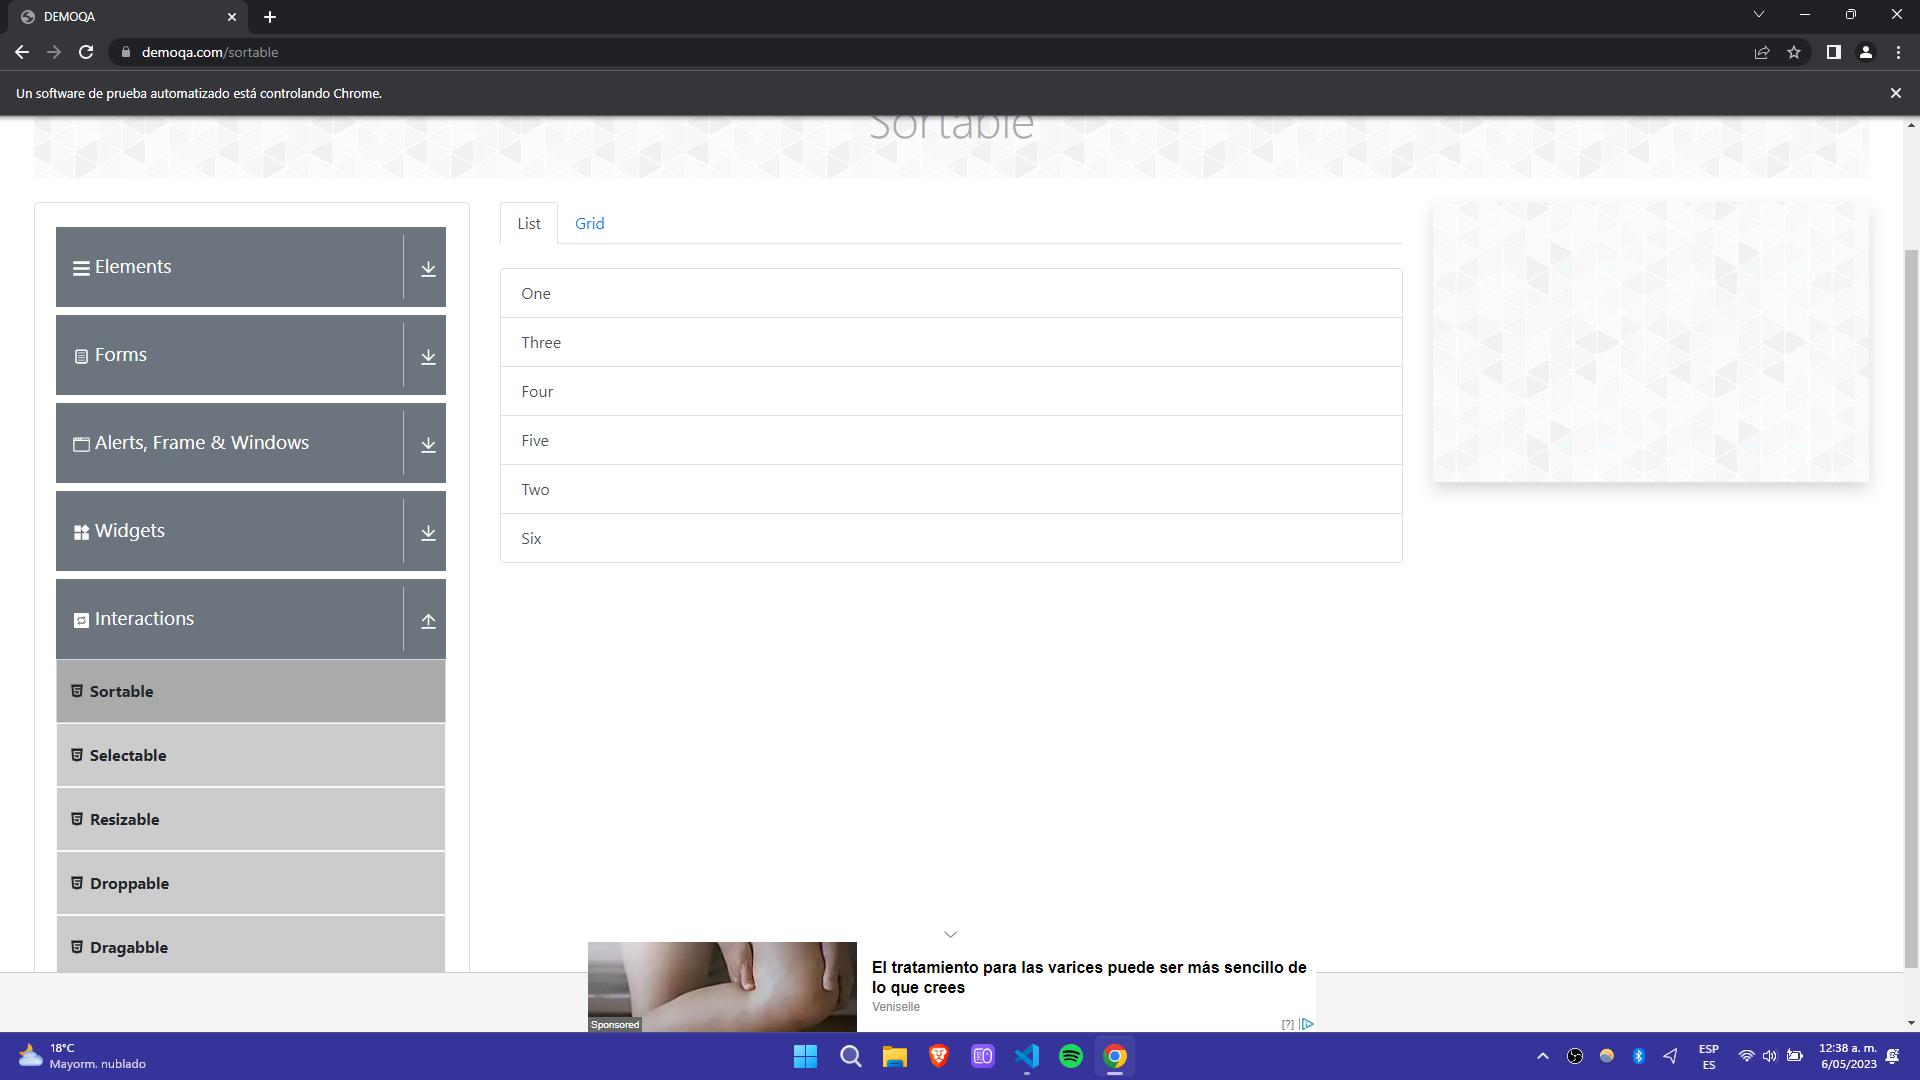 DEMOQA
demoqa.com/sortable
Un software de prueba automatizado está controlando Chrome.
Sortable
List
Grid
Elements
One
Three
Forms
Four
Alerts, Frame & Windows
Five
Two
Widgets
Six
Interactions
Sortable
Selectable
Resizable
Droppable
Dragabble
El tratamiento para las varices puede ser más sencillo de
lo que crees
Veniselle
Sponsored
[?]
18°C
Mayorm. nublado
ESP
ES
12:38 a. m.
6/05/2023